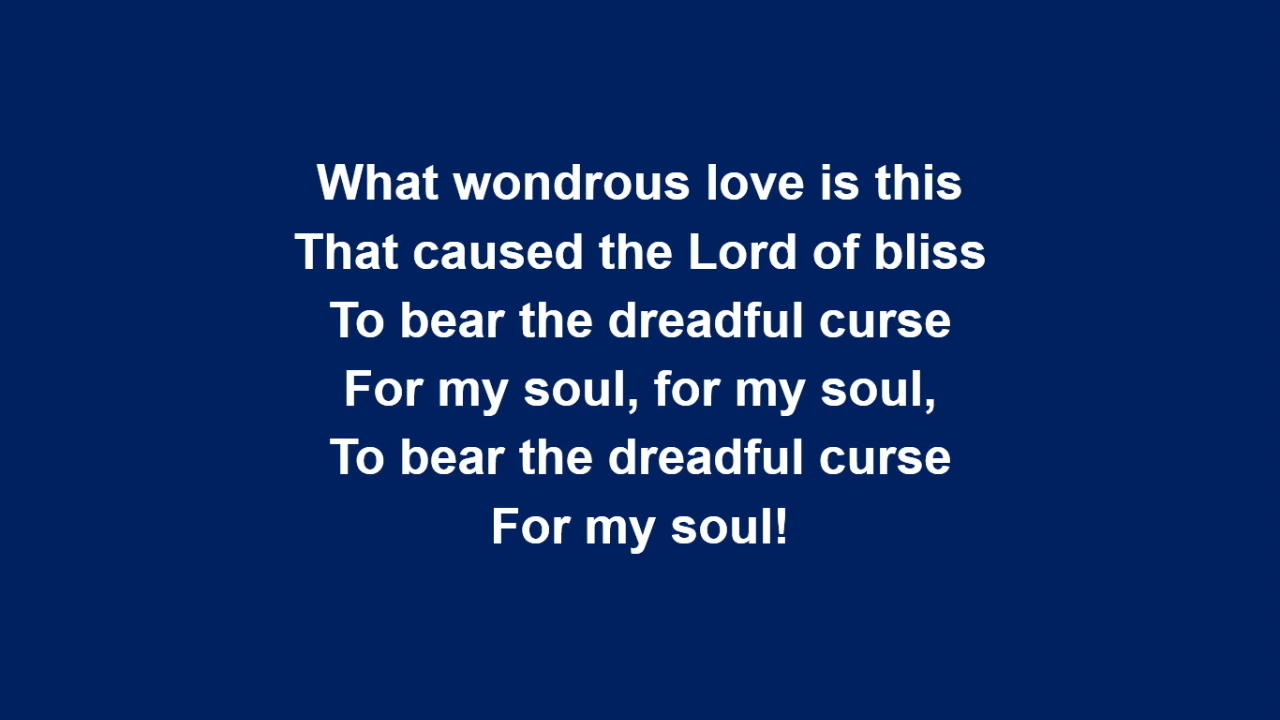 What wondrous love is this
That caused the Lord of bliss
To bear the dreadful curse
For my soul, for my soul,
To bear the dreadful curse
For my soul!